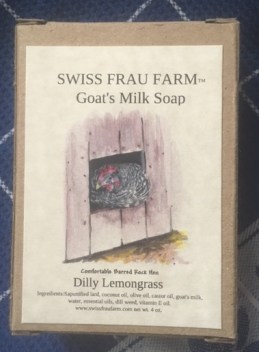 SWISS FRAU FARM™
Goat's Milk Soap
Comfortable Barred Rock Hen
Dilly Lemongrass
Ingredients:Saponified lard, coconut oil, olive oil, castor oil, goat's milk,
water, essential oils, dill weed, vitamin E oil.
www.swissfraufarm.com net wt. 4 oz.